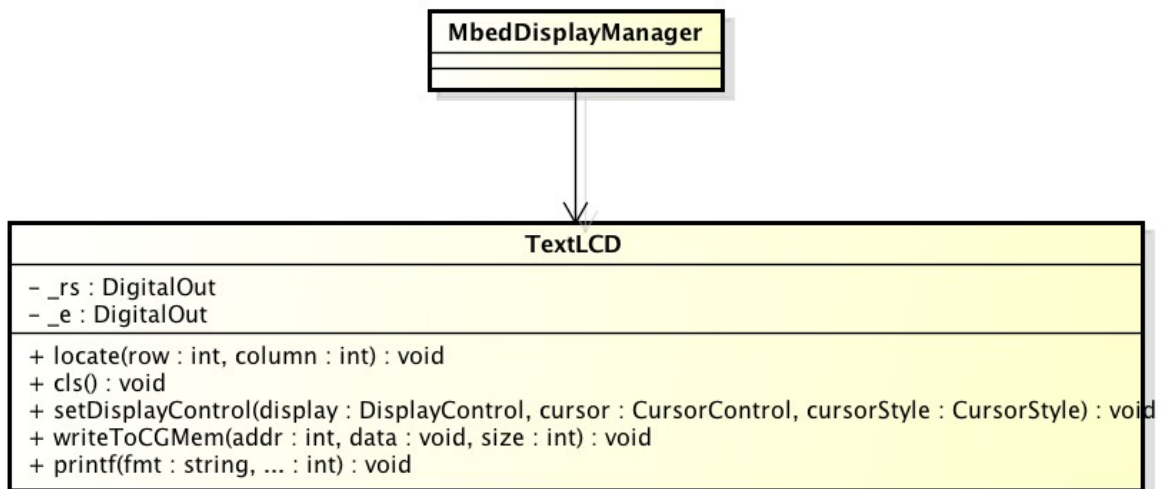 MbedDisplayManager
TextLCD
– _rs : DigitalOut
– _e : DigitalOut
+ locate(row : int, column : int) : void
+ cls() : void
+ setDisplayControl(display : DisplayControl, cursor : CursorControl, cursorStyle : CursorStyle) : void
+ writeToCGMem(addr : int, data : void, size : int) : void
+ printf(fmt : string, ... : int) : void